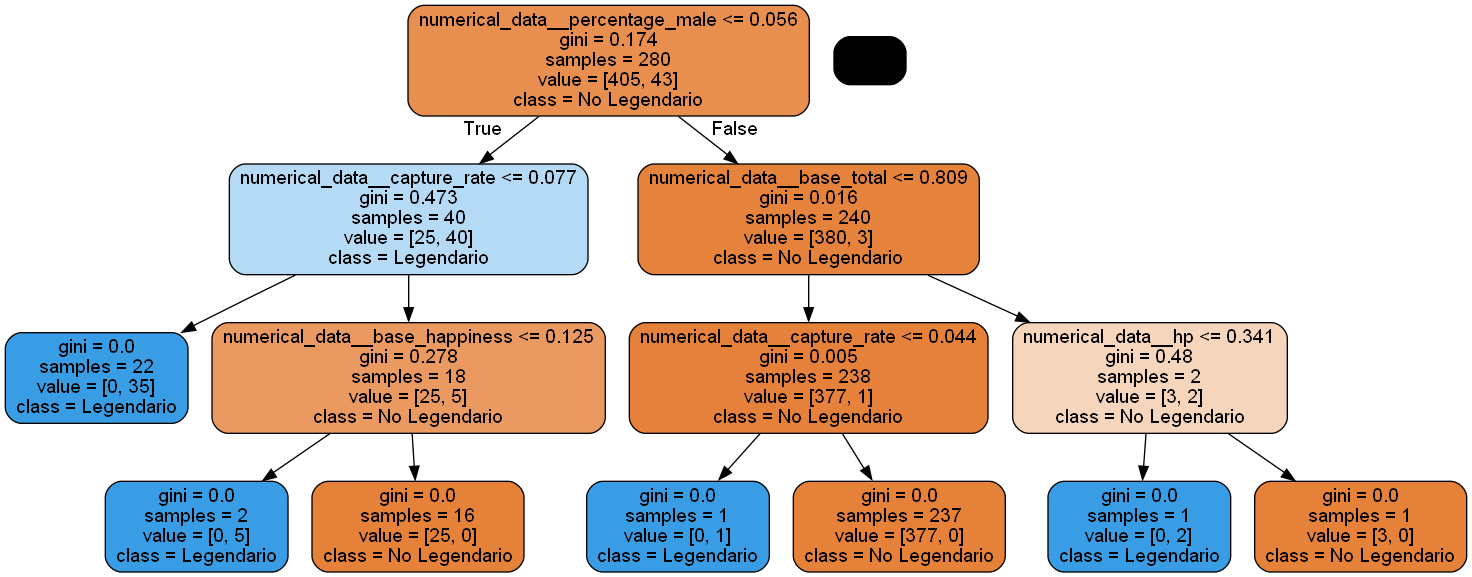 numerical_data__percentage_male <= 0.056
gini = 0.174
samples = 280
value = [405, 43]
class = No Legendario
True
False
numerical_data__capture_rate <= 0.077
gini = 0.473
samples = 40
value = [25, 40]
class = Legendario
numerical_data__base_total <= 0.809
gini = 0.016
samples = 240
value = [380, 3]
class = No Legendario
gini = 0.0
samples = 22
value = [0, 35]
class = Legendario
numerical_data__base_happiness <= 0.125
gini = 0.278
samples = 18
value = [25, 5]
class = No Legendario
numerical_data__capture_rate <= 0.044
gini = 0.005
samples = 238
value = [377, 1]
class = No Legendario
numerical_data__hp <= 0.341
gini = 0.48
samples = 2
value = [3, 2]
class = No Legendario
gini = 0.0
samples = 2
value = [0, 5]
class = Legendario
gini = 0.0
samples = 16
value = [25, 0]
class = No Legendario
gini = 0.0
samples = 1
value = [0, 1]
class = Legendario
gini = 0.0
samples = 237
value = [377, 0]
class = No Legendario
gini = 0.0
samples = 1
value = [0, 2]
class = Legendario
gini = 0.0
samples = 1
value = [3, 0]
class = No Legendario